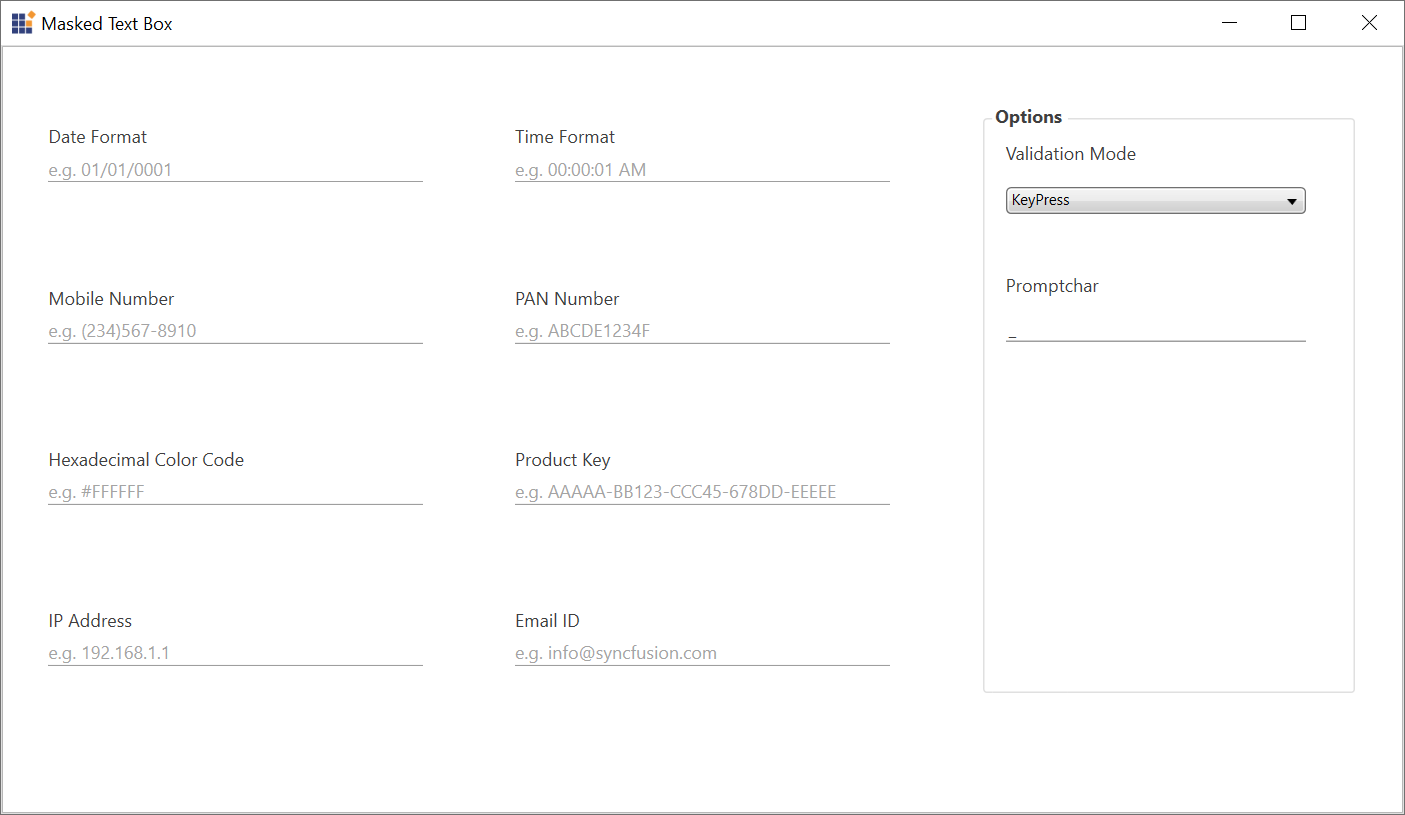 Masked Text Box
Date Format
e.g. 01/01/0001
Time Format
e.g. 00:00:01 AM
Mobile Number
e.g. (234)567-8910
PAN Number
e.g. ABCDE1234F
Hexadecimal Color Code
e.g. #FFFFFF
Product Key
e.g. AAAAA-BB123-CCC45-678DD-EEEEE
IP Address
e.g. 192.168.1.1
Email ID
e.g. info@syncfusion.com
Options
Validation Mode
KeyPress
Promptchar
_